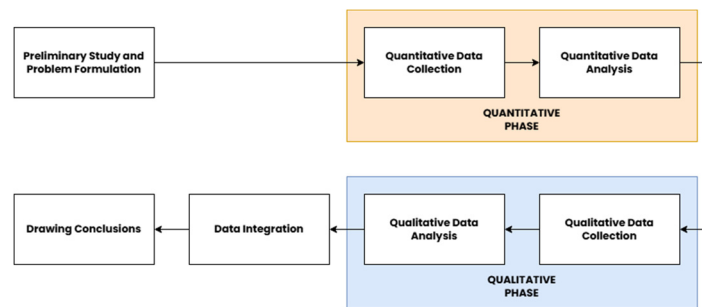 Preliminary Study and
Problem Formulation
Quantitative Data
Collection
Quantitative Data
Analysis
QUANTITATIVE
PHASE
Drawing Conclusions
Data Integration
Qualitative Data
Analysis
Qualitative Data
Collection
QUALITATIVE
PHASE